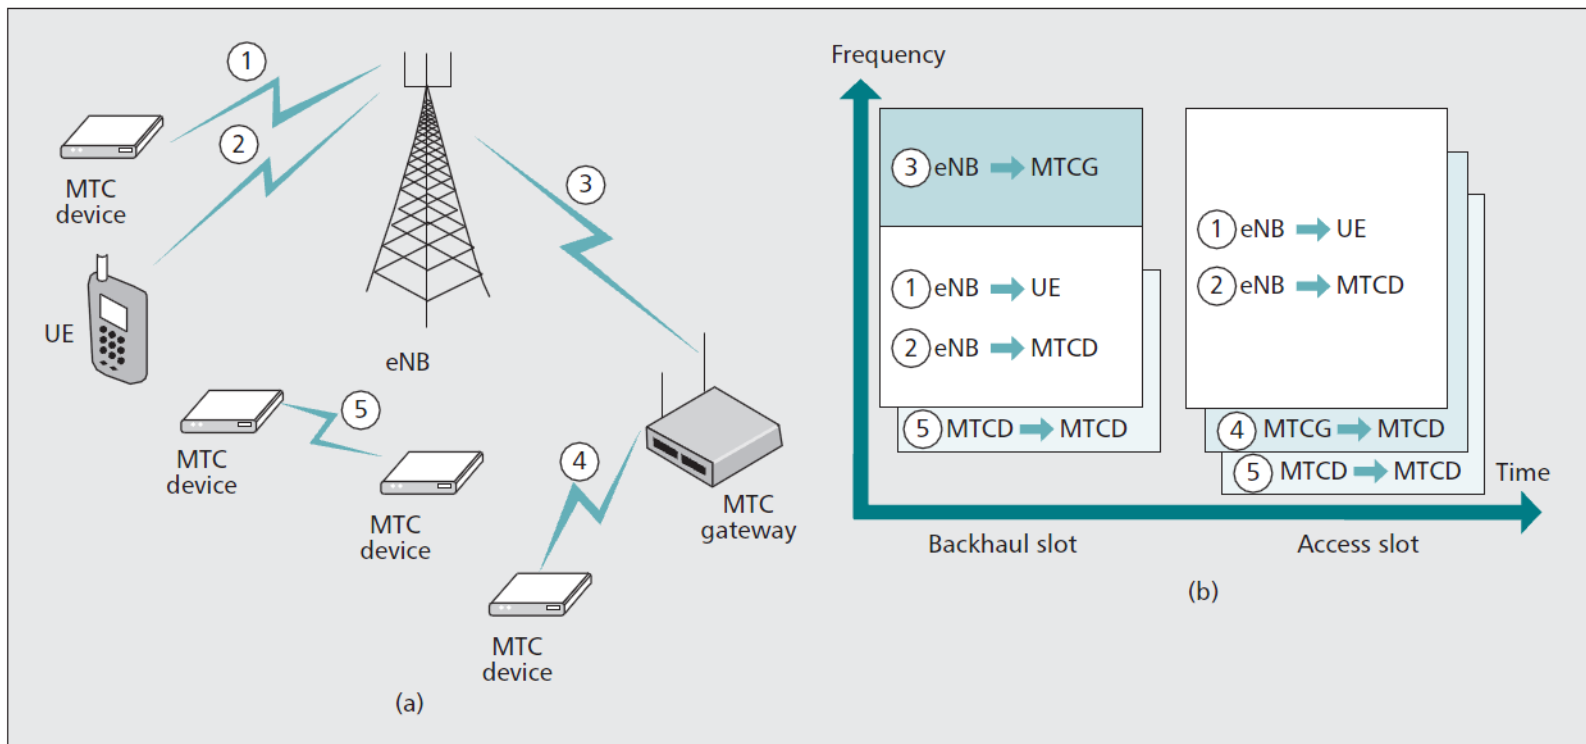 1
MTC
device
2
UE
eNB
3
5
MTC
device
MTC
device
4
MTC
gateway
MTC
device
(a)
Frequency
3 eNB → MTCG
1 eNB → UE
2 eNB → MTCD
5 MTCD → MTCD
1 eNB → UE
2 eNB → MTCD
4 MTCG → MTCD
5 MTCD → MTCD
Time
Backhaul slot
Access slot
(b)